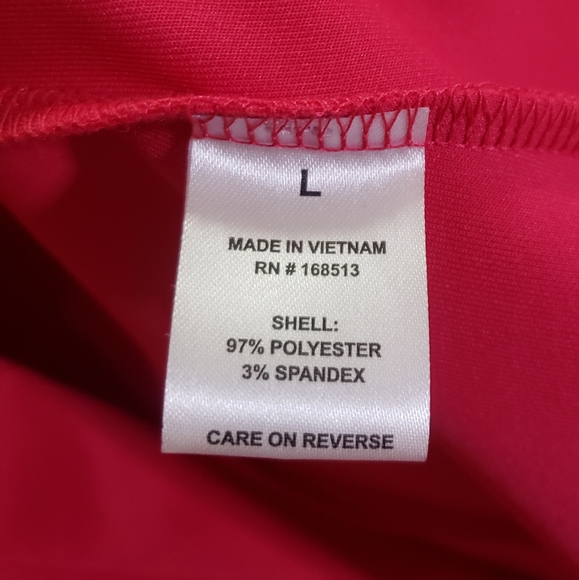 L
MADE IN VIETNAM
RN # 168513
SHELL:
97% POLYESTER
3% SPANDEX
CARE ON REVERSE